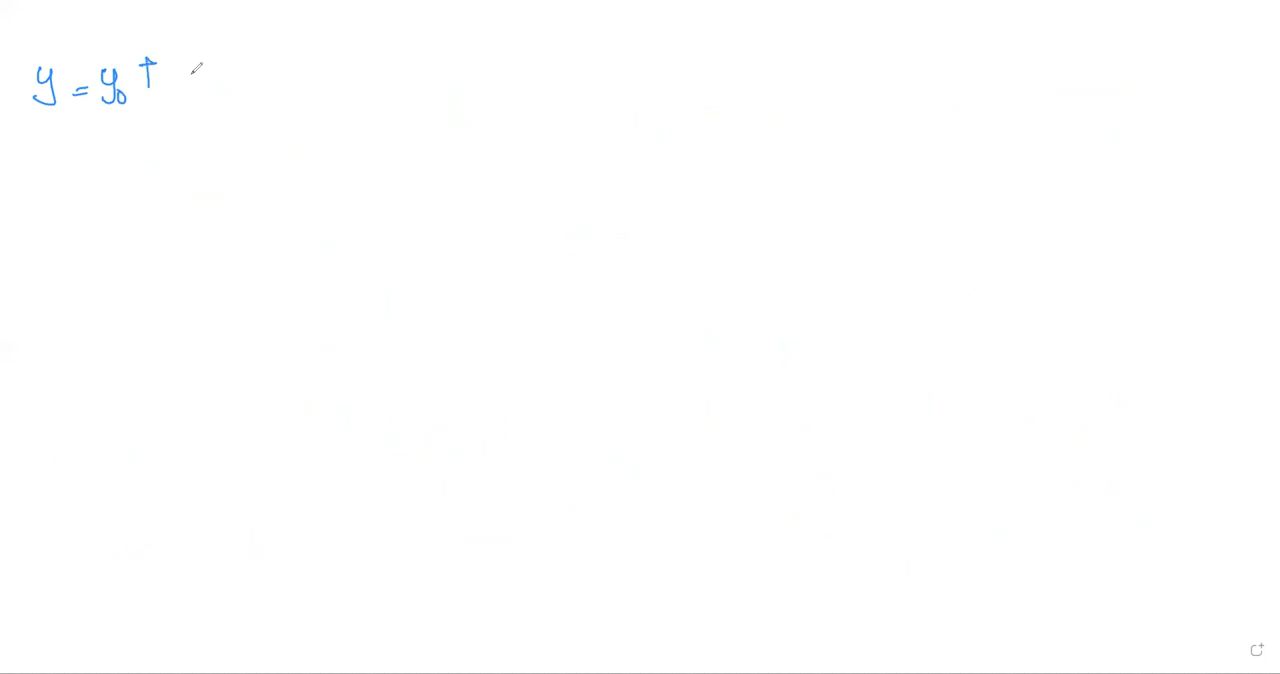 y = y₀ +